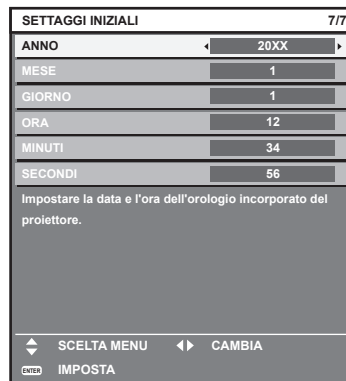 SETTAGGI INIZIALI 7/7
ANNO 20XX
MESE 1
GIORNO 1
ORA 12
MINUTI 34
SECONDI 56
Impostare la data e l'ora dell'orologio incorporato del
proiettore.
SCELTA MENU CAMBIA
ENTER IMPOSTA